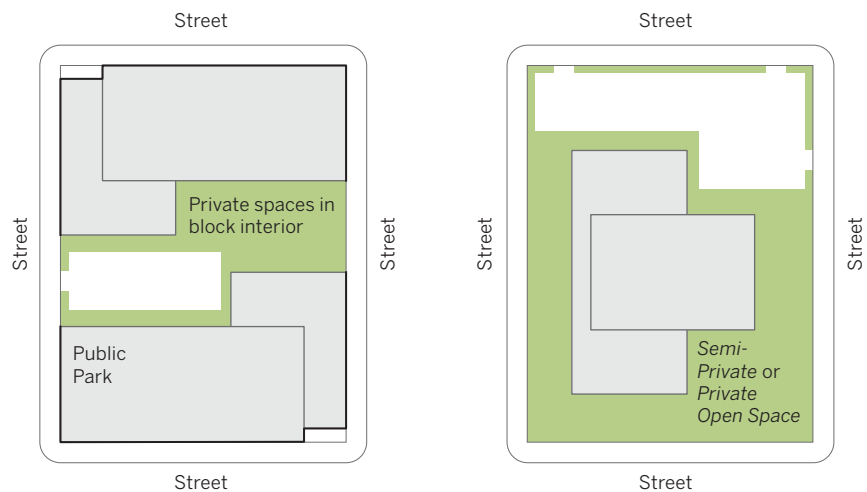 Street
Street
Private spaces in
block interior
Public
Park
Street
Street
Street
Street
Semi-
Private or
Private
Open Space
Street
Street